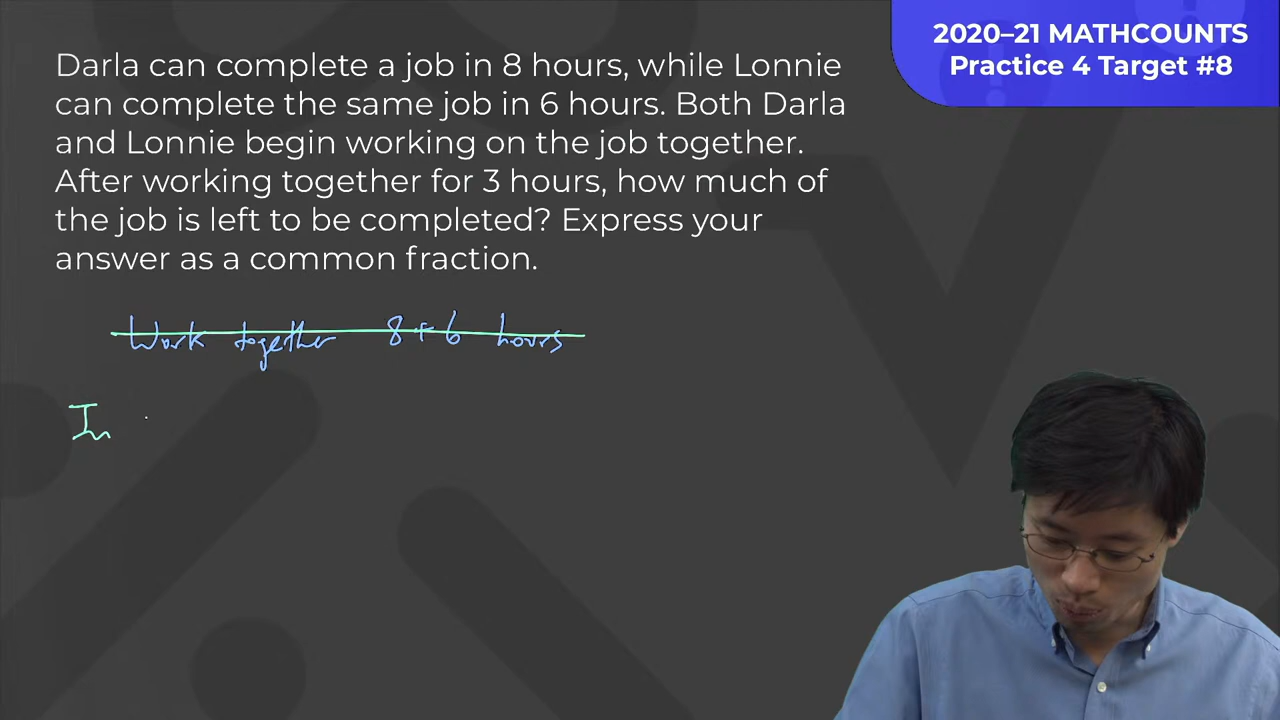 2020–21 MATHCOUNTS
Practice 4 Target #8
Darla can complete a job in 8 hours, while Lonnie
can complete the same job in 6 hours. Both Darla
and Lonnie begin working on the job together.
After working together for 3 hours, how much of
the job is left to be completed? Express your
answer as a common fraction.
Work together 8+6 hours
In